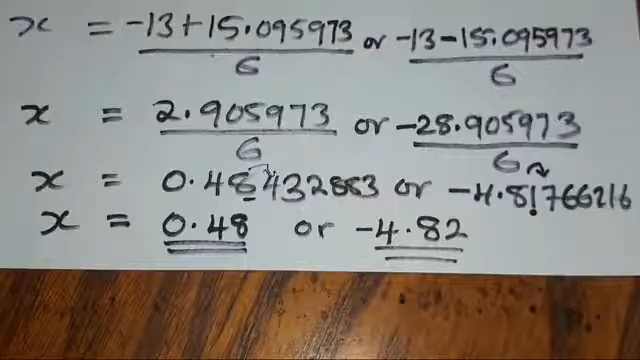 x = -13+15.095973/6 or -13-15.095973/6
x = 2.905973/6 or -28.905973/6
x = 0.48432883 or -4.81766216
x = 0.48 or -4.82